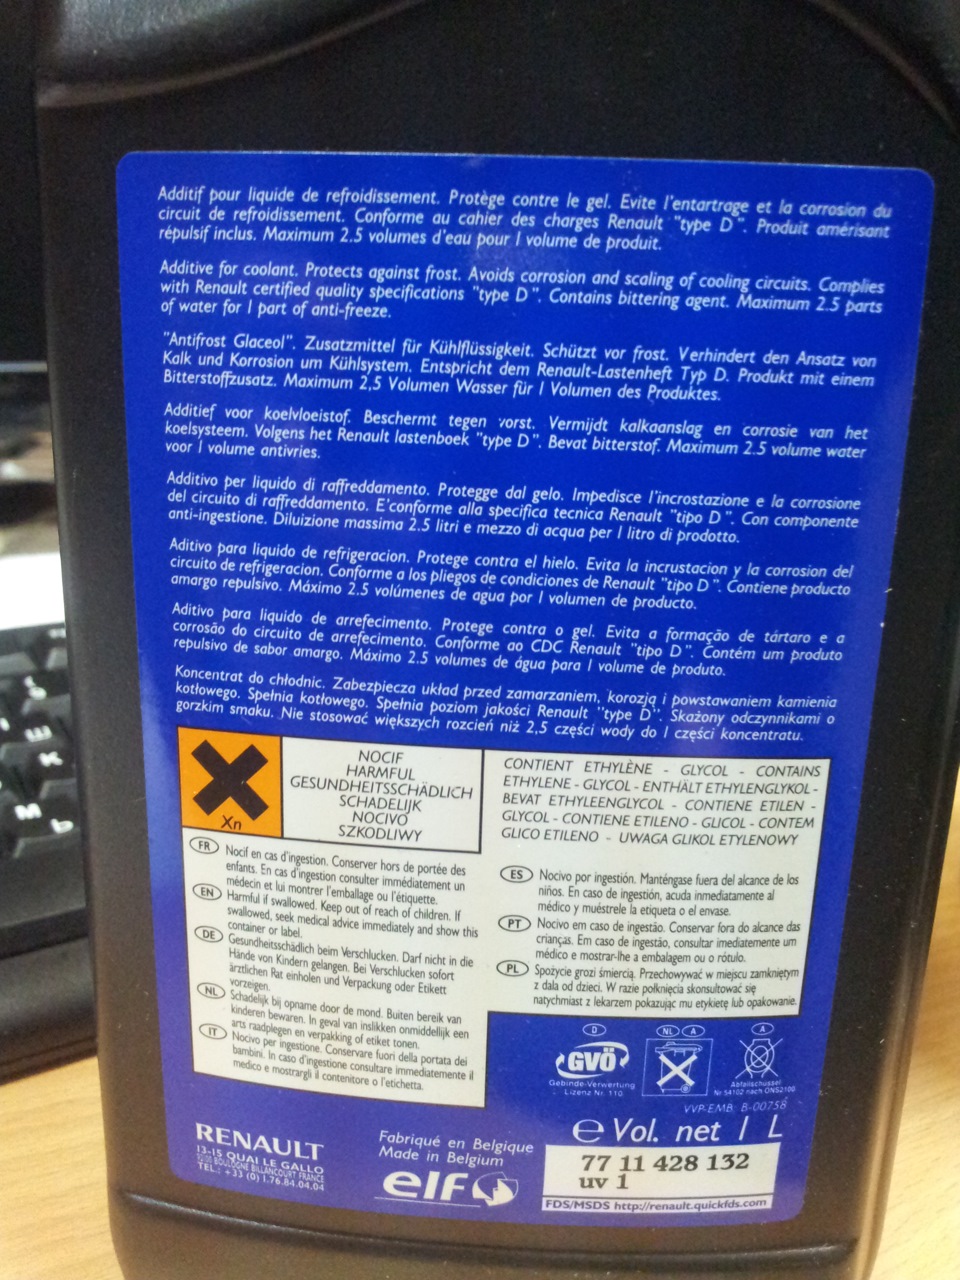 Additif pour liquide de refroidissement. Protège contre le gel. Evite l'entartrage et la corrosion du
circuit de refroidissement. Conforme au cahier des charges Renault "type D". Produit amérisant
répulsif inclus. Maximum 2.5 volumes d'eau pour 1 volume de produit.
Additive for coolant. Protects against frost. Avoids corrosion and scaling of cooling circuits. Complies
with Renault certified quality specifications "type D". Contains bittering agent. Maximum 2.5 parts
of water for 1 part of anti-freeze.
"Antifrost Glaceol". Zusatzmittel für Kühlflüssigkeit. Schützt vor frost. Verhindert den Ansatz von
Kalk und Korrosion um Kühlsystem. Entspricht dem Renault-Lastenheft Typ D. Produkt mit einem
Bitterstoffzusatz. Maximum 2,5 Volumen Wasser für 1 Volumen des Produktes.
Additief voor koelvloeistof. Beschermt tegen vorst. Vermijdt kalkaanslag en corrosie van het
koelsysteem. Volgens het Renault lastenboek "type D". Bevat bitterstof. Maximum 2.5 volume water
voor 1 volume antivries.
Additivo per liquido di raffreddamento. Protegge dal gelo. Impedisce l'incrostazione e la corrosione
del circuito di raffreddamento. E'conforme alla specifica tecnica Renault "tipo D". Con componente
anti-ingestione. Diluizione massima 2.5 litri e mezzo di acqua per 1 litro di prodotto.
Aditivo para liquido de refrigeracion. Protege contra el hielo. Evita la incrustacion y la corrosion del
circuito de refrigeracion. Conforme a los pliegos de condiciones de Renault "tipo D". Contiene producto
amargo repulsivo. Máximo 2.5 volúmenes de agua por 1 volumen de producto.
Aditivo para liquido de arrefecimento. Protege contra o gel. Evita a formação de tártaro e a
corrosão do circuito de arrefecimento. Conforme ao CDC Renault "tipo D". Contém um produto
repulsivo de sabor amargo. Máximo 2.5 volumes de água para 1 volume de produto.
Koncentrat do chłodnic. Zabezpiecza układ przed zamarzaniem, korozją i powstawaniem kamienia
kotłowego. Spełnia kotłowego. Spełnia poziom jakości Renault "type D". Skażony odczynnikami o
gorzkim smaku. Nie stosować większych rozcień niż 2,5 części wody do 1 części koncentratu.
Xn
NOCIF
HARMFUL
GESUNDHEITSSCHÄDLICH
SCHADELIJK
NOCIVO
SZKODLIWY
CONTIENT ETHYLÈNE - GLYCOL - CONTAINS
ETHYLENE - GLYCOL - ENTHÄLT ETHYLENGLYKOL -
BEVAT ETHYLEENGLYCOL - CONTIENE ETILEN -
GLYCOL - CONTIENE ETILENO - GLICOL - CONTEM
GLICO ETILENO - UWAGA GLIKOL ETYLENOWY
FR Nocif en cas d'ingestion. Conserver hors de portée des
enfants. En cas d'ingestion consulter immédiatement un
médecin et lui montrer l'emballage ou l'étiquette.
EN Harmful if swallowed. Keep out of reach of children. If
swallowed, seek medical advice immediately and show this
container or label.
DE Gesundheitsschädlich beim Verschlucken. Darf nicht in die
Hände von Kindern gelangen. Bei Verschlucken sofort
ärztlichen Rat einholen und Verpackung oder Etikett
vorzeigen.
NL Schadelijk bij opname door de mond. Buiten bereik van
kinderen bewaren. In geval van inslikken onmiddellijk een
arts raadplegen en verpakking of etiket tonen.
IT Nocivo per ingestione. Conservare fuori della portata dei
bambini. In caso d'ingestione consultare immediatamente il
medico e mostrargli il contenitore o l'etichetta.
ES Nocivo por ingestión. Manténgase fuera del alcance de los
niños. En caso de ingestión, acuda inmediatamente al
médico y muéstrele la etiqueta o el envase.
PT Nocivo em caso de ingestão. Conservar fora do alcance das
crianças. Em caso de ingestão, consultar imediatamente um
médico e mostrar-lhe a embalagem ou o rótulo.
PL Spożycie grozi śmiercią. Przechowywać w miejscu zamkniętym
z dala od dzieci. W razie połknięcia skonsultować się
natychmiast z lekarzem pokazując mu etykietę lub opakowanie.
D NL A A
GVÖ
Gebinde-Verwertung
Lizenz Nr. 110
Abfallschlüssel
Nr 54102 nach ONS2100
VVP-EMB. B-00758
e Vol. net 1 L
RENAULT
13-15 QUAI LE GALLO
92100 BOULOGNE BILLANCOURT FRANCE
TEL.: +33 (0) 1.76.84.04.04
Fabriqué en Belgique
Made in Belgium
elf
77 11 428 132
uv 1
FDS/MSDS http://renault.quickfds.com